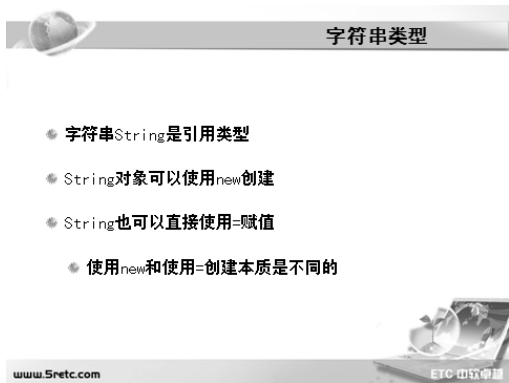 字符串类型
字符串String是引用类型
String对象可以使用new创建
String也可以直接使用=赋值
使用new和使用=创建本质是不同的
www.5retc.com
ETC 中软卓越